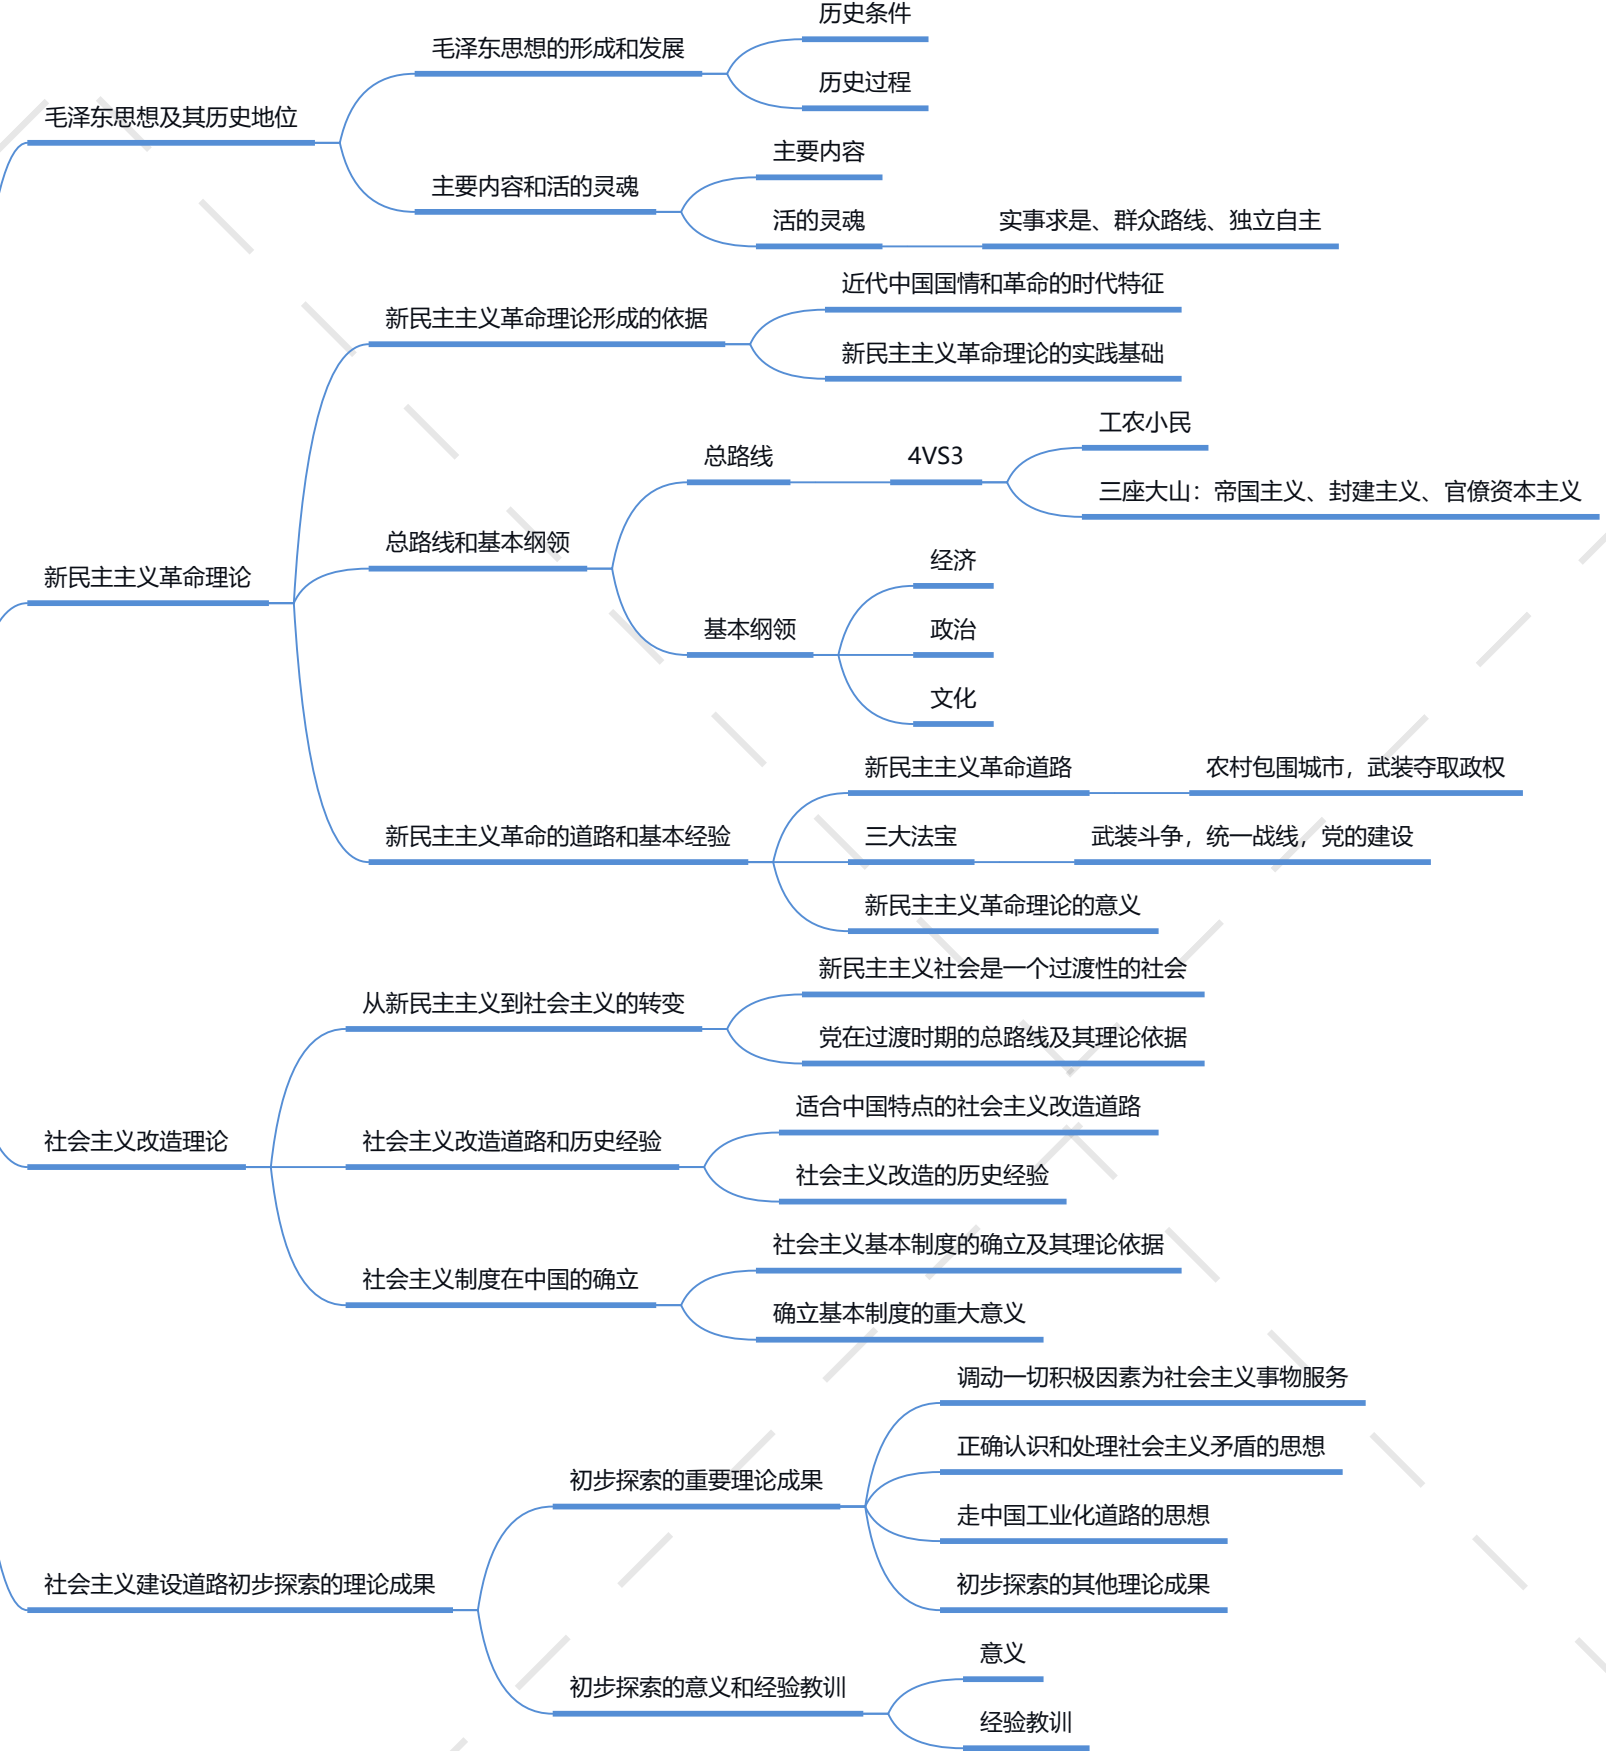 历史条件
毛泽东思想的形成和发展
历史过程
毛泽东思想及其历史地位
主要内容
主要内容和活的灵魂
活的灵魂
实事求是、群众路线、独立自主
近代中国国情和革命的时代特征
新民主主义革命理论形成的依据
新民主主义革命理论的实践基础
工农小民
总路线
4VS3
三座大山：帝国主义、封建主义、官僚资本主义
总路线和基本纲领
经济
新民主主义革命理论
基本纲领
政治
文化
新民主主义革命道路
农村包围城市，武装夺取政权
新民主主义革命的道路和基本经验
三大法宝
武装斗争，统一战线，党的建设
新民主主义革命理论的意义
新民主主义社会是一个过渡性的社会
从新民主主义到社会主义的转变
党在过渡时期的总路线及其理论依据
适合中国特点的社会主义改造道路
社会主义改造理论
社会主义改造道路和历史经验
社会主义改造的历史经验
社会主义基本制度的确立及其理论依据
社会主义制度在中国的确立
确立基本制度的重大意义
调动一切积极因素为社会主义事物服务
正确认识和处理社会主义矛盾的思想
初步探索的重要理论成果
走中国工业化道路的思想
社会主义建设道路初步探索的理论成果
初步探索的其他理论成果
意义
初步探索的意义和经验教训
经验教训